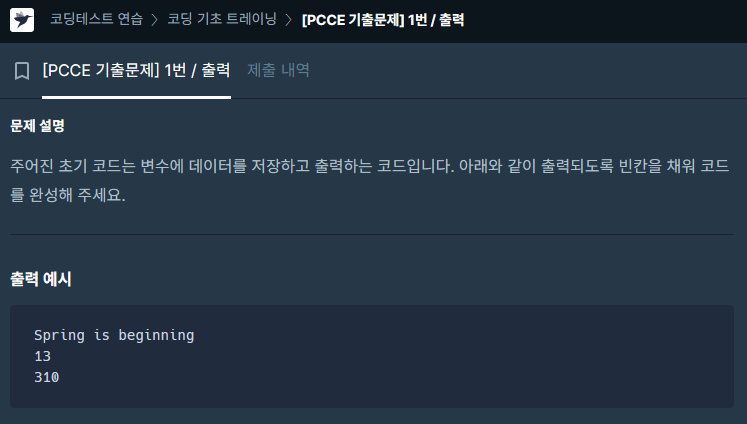 코딩테스트 연습 > 코딩 기초 트레이닝 > [PCCE 기출문제] 1번 / 출력
[PCCE 기출문제] 1번 / 출력 제출 내역
문제 설명
주어진 초기 코드는 변수에 데이터를 저장하고 출력하는 코드입니다. 아래와 같이 출력되도록 빈칸을 채워 코드
를 완성해 주세요.
출력 예시
Spring is beginning
13
310